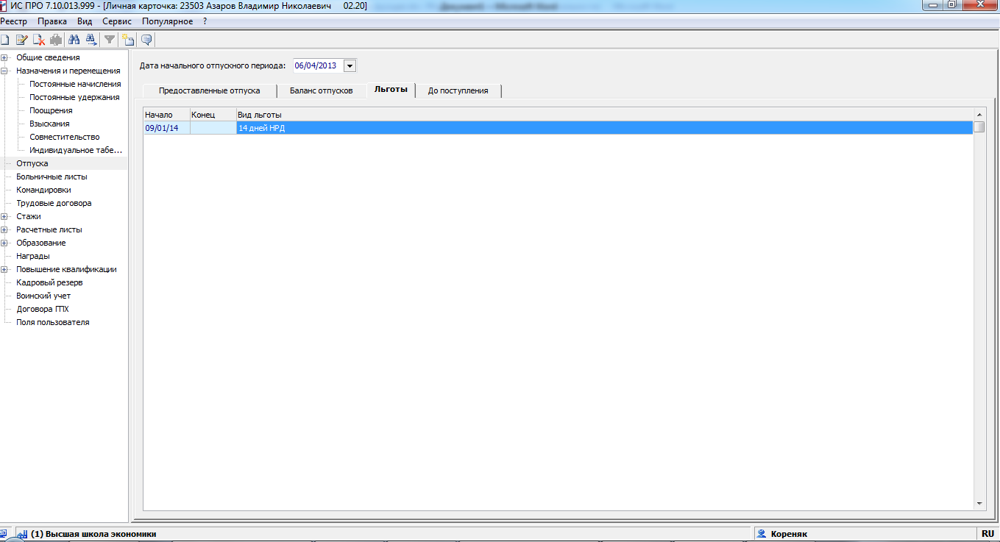 ИС ПРО 7.10.013.999 - [Личная карточка: 23503 Азаров Владимир Николаевич 02.20]
Реестр Правка Вид Сервис Популярное ?
Общие сведения
Назначения и перемещения
Постоянные начисления
Постоянные удержания
Поощрения
Взыскания
Совместительство
Индивидуальное табе...
Отпуска
Больничные листы
Командировки
Трудовые договора
Стажи
Расчетные листы
Образование
Награды
Повышение квалификации
Кадровый резерв
Воинский учет
Договора ГПХ
Поля пользователя
Дата начального отпускного периода: 06/04/2013
Предоставленные отпуска Баланс отпусков Льготы До поступления
Начало Конец Вид льготы
09/01/14 14 дней НРД
(1) Высшая школа экономики Кореняк RU